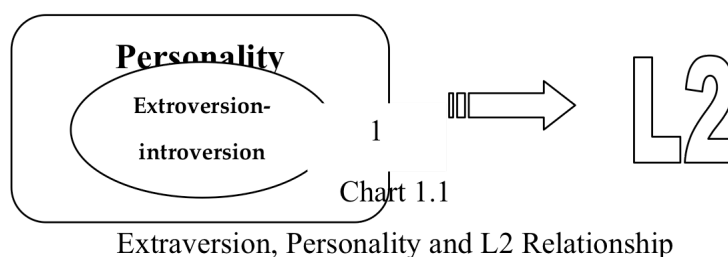 Personality
Extroversion-
introversion
1
L2
Chart 1.1
Extraversion, Personality and L2 Relationship